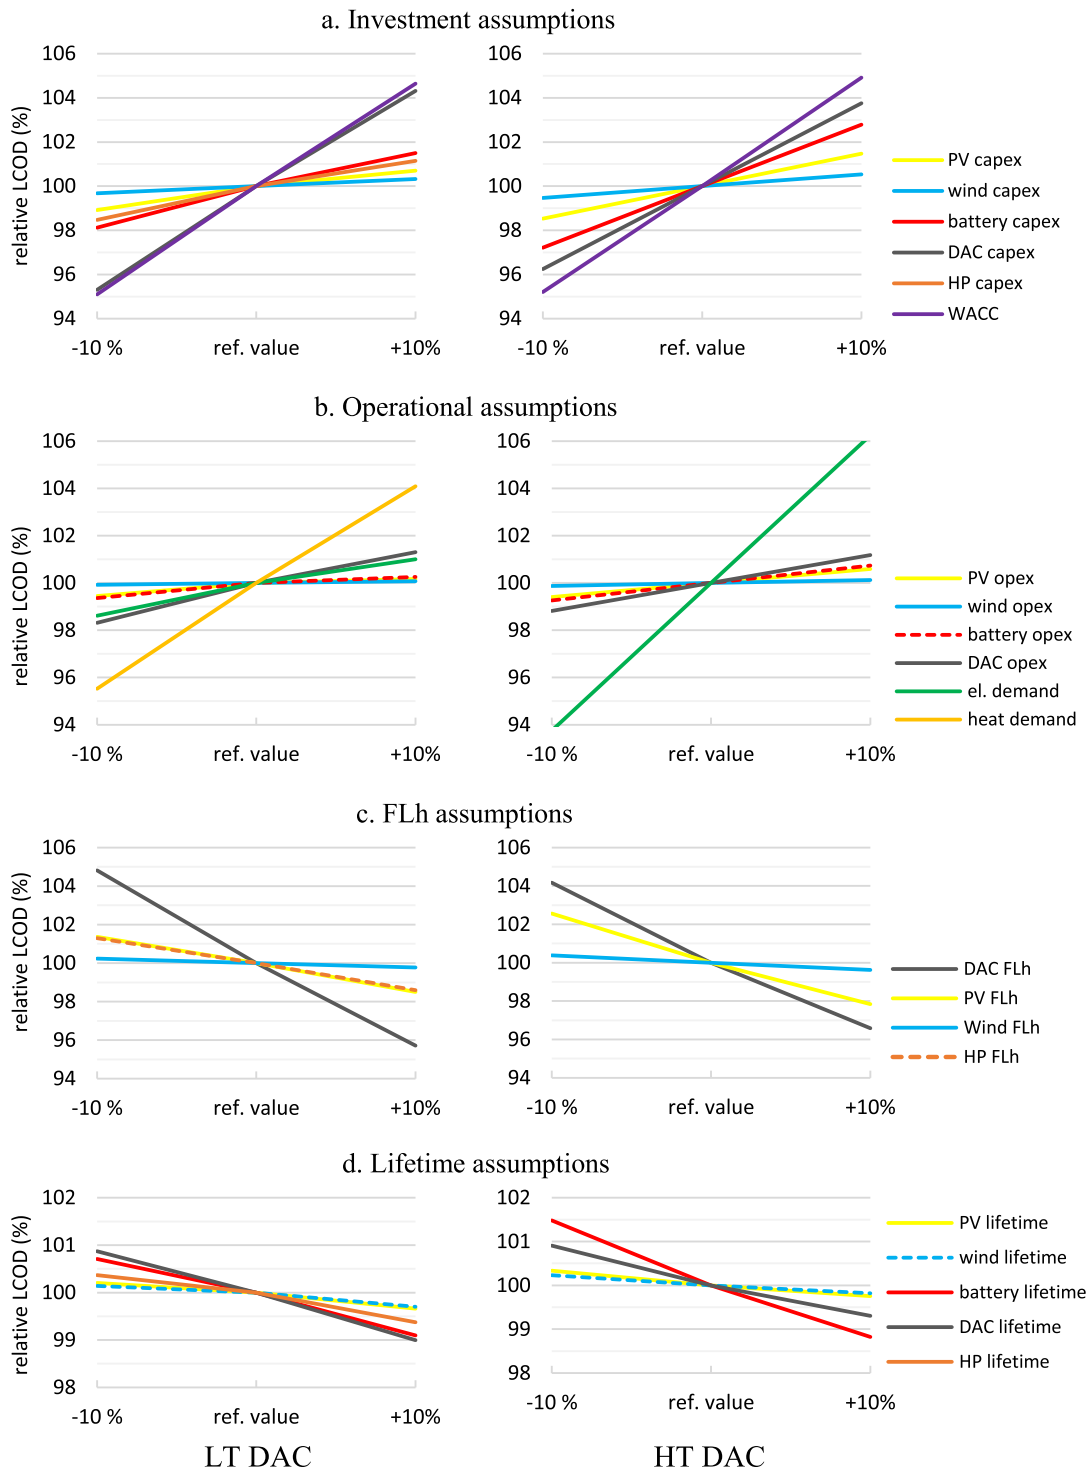 a. Investment assumptions
relative LCOD (%)
106
104
102
100
98
96
94
-10 %
ref. value
+10%
-10 %
ref. value
+10%
PV capex
wind capex
battery capex
DAC capex
HP capex
WACC
b. Operational assumptions
relative LCOD (%)
106
104
102
100
98
96
94
-10 %
ref. value
+10%
106
104
102
100
98
96
94
-10 %
ref. value
+10%
PV opex
wind opex
battery opex
DAC opex
el. demand
heat demand
c. FLh assumptions
relative LCOD (%)
106
104
102
100
98
96
94
-10 %
ref. value
+10%
106
104
102
100
98
96
94
-10 %
ref. value
+10%
DAC FLh
PV FLh
Wind FLh
HP FLh
d. Lifetime assumptions
relative LCOD (%)
102
101
100
99
98
-10 %
ref. value
+10%
102
101
100
99
98
-10 %
ref. value
+10%
PV lifetime
wind lifetime
battery lifetime
DAC lifetime
HP lifetime
LT DAC
HT DAC
106
104
102
100
98
96
94